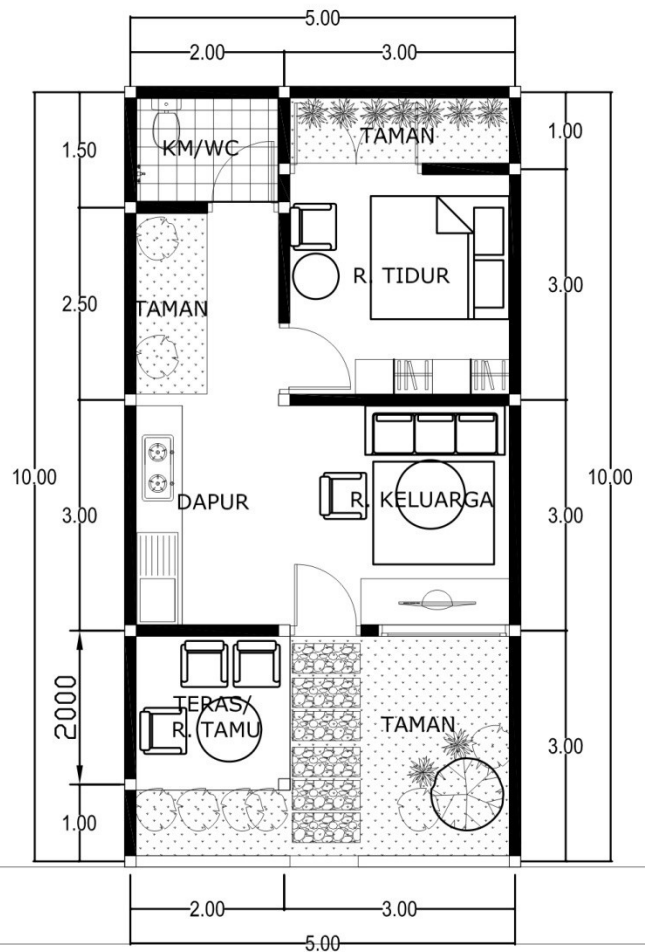 5.00
2.00 3.00
1.50
KM/WC
TAMAN
1.00
2.50
TAMAN
R. TIDUR
3.00
10.00
3.00
DAPUR
R. KELUARGA
3.00
10.00
2000
TERAS/
R. TAMU
TAMAN
3.00
1.00
2.00 3.00
5.00